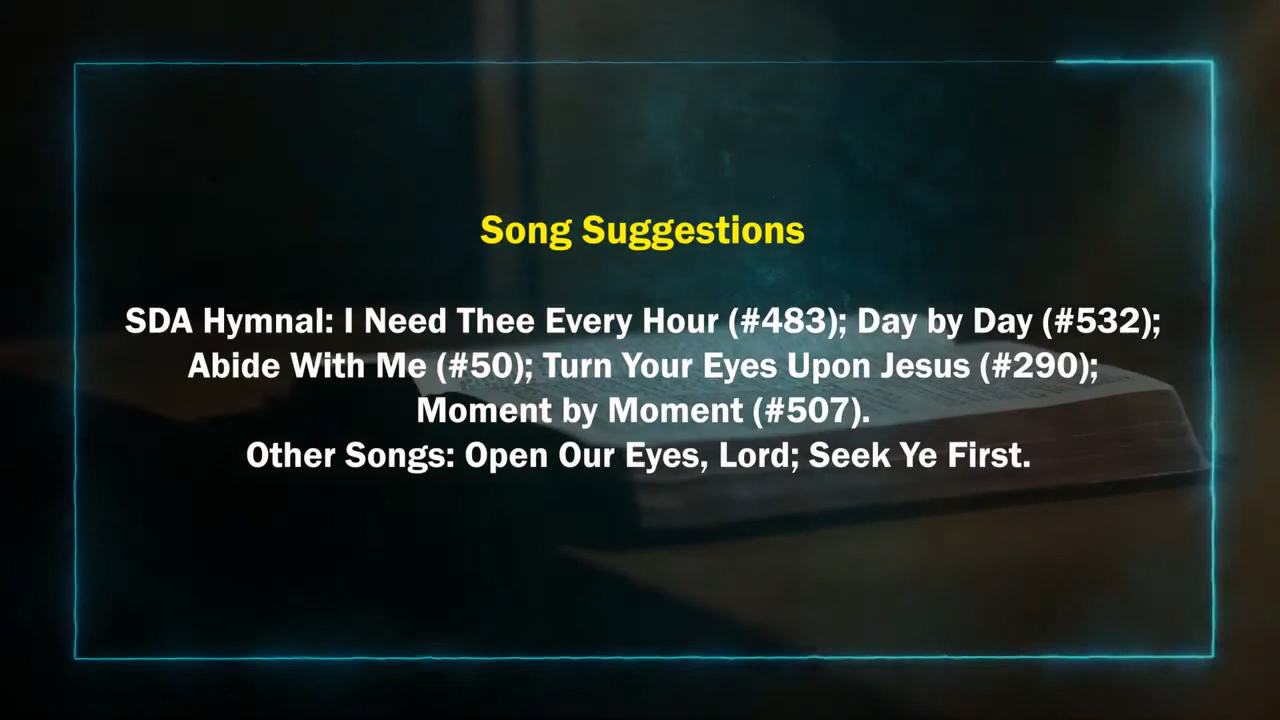 Song Suggestions
SDA Hymnal: I Need Thee Every Hour (#483); Day by Day (#532);
Abide With Me (#50); Turn Your Eyes Upon Jesus (#290);
Moment by Moment (#507).
Other Songs: Open Our Eyes, Lord; Seek Ye First.